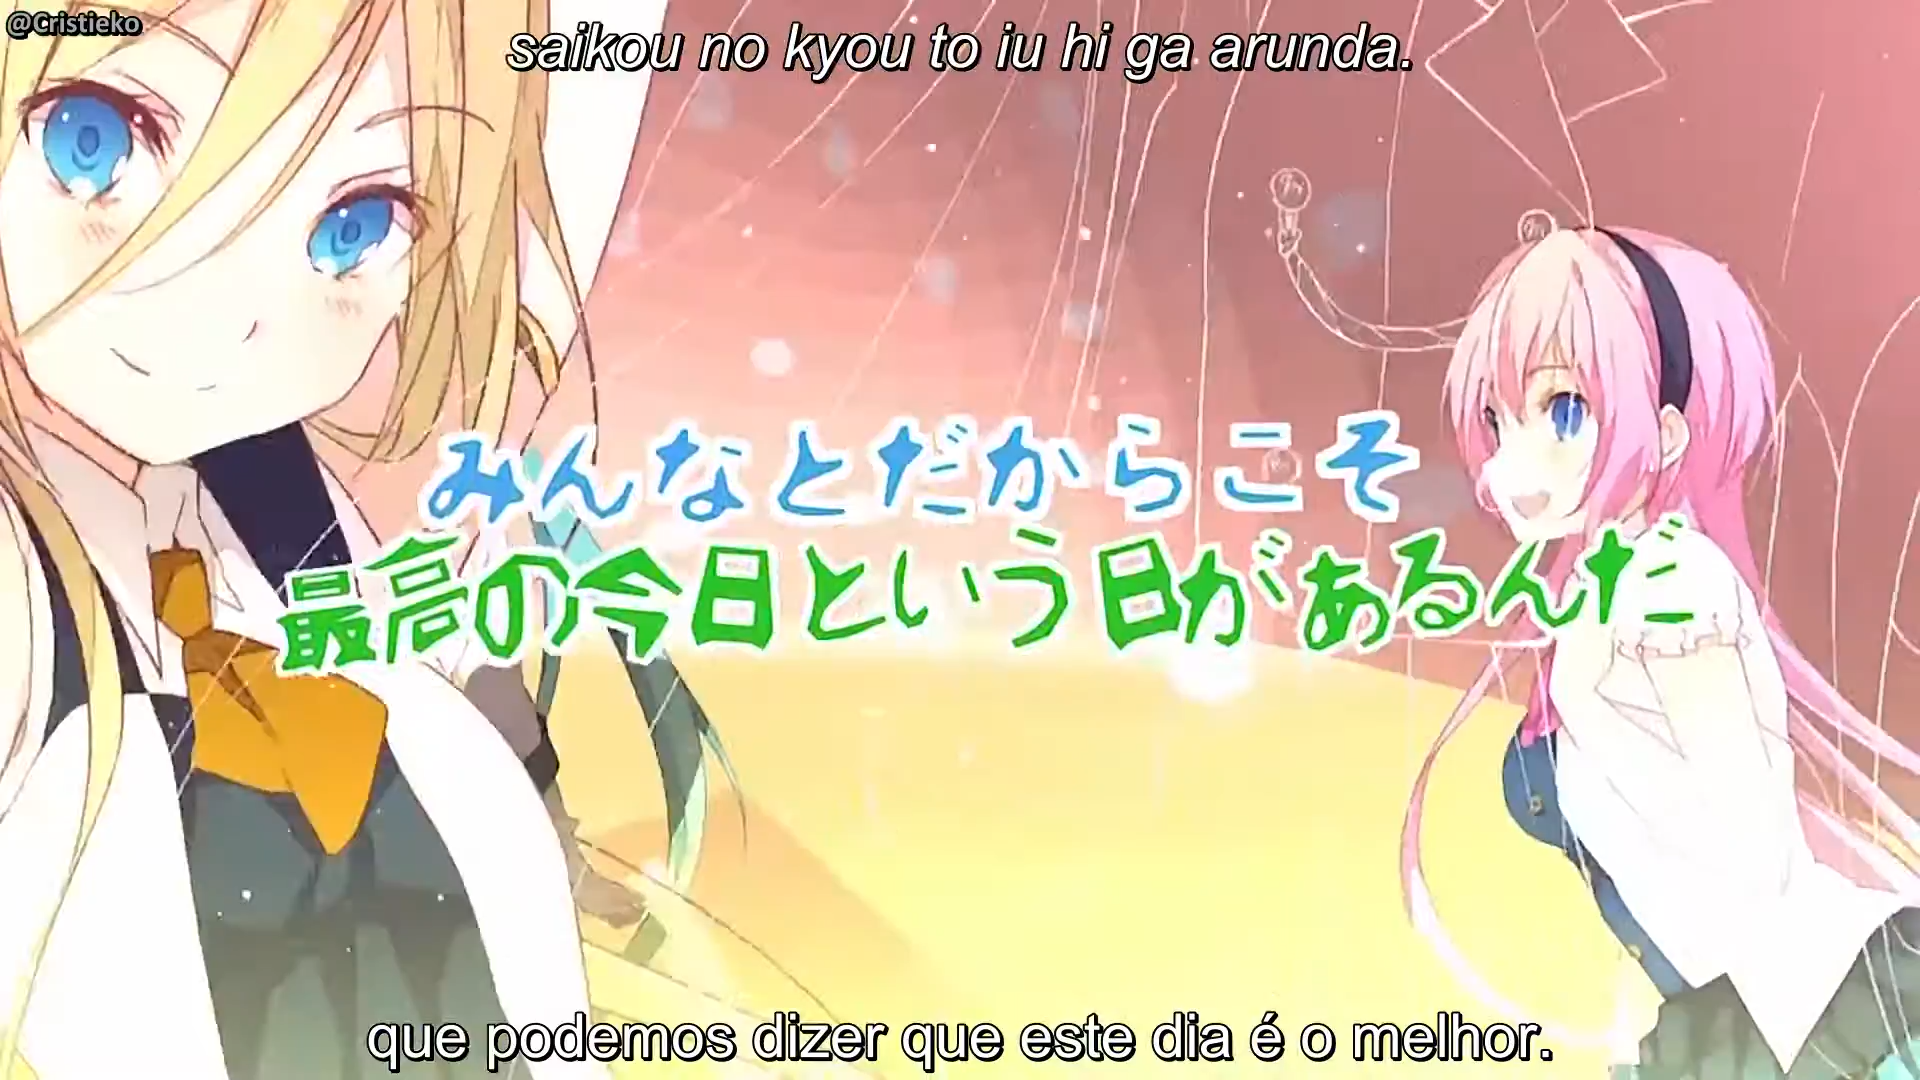 @Cristieko
saikou no kyou to iu hi ga arunda.
みんなとだからこそ
最高の今日という日があるんだ
que podemos dizer que este dia é o melhor.